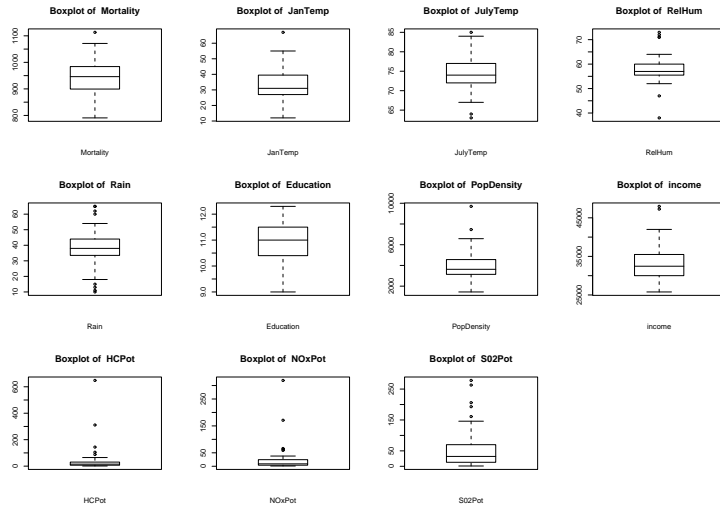 Boxplot of Mortality
800 900 1000 1100
Mortality
Boxplot of JanTemp
10 20 30 40 50 60
JanTemp
Boxplot of JulyTemp
65 70 75 80 85
JulyTemp
Boxplot of RelHum
40 50 60 70
RelHum
Boxplot of Rain
10 20 30 40 50 60
Rain
Boxplot of Education
9.0 10.0 11.0 12.0
Education
Boxplot of PopDensity
2000 6000 10000
PopDensity
Boxplot of income
25000 35000 45000
income
Boxplot of HCPot
0 200 400 600
HCPot
Boxplot of NOxPot
0 50 150 250
NOxPot
Boxplot of S02Pot
0 50 150 250
S02Pot